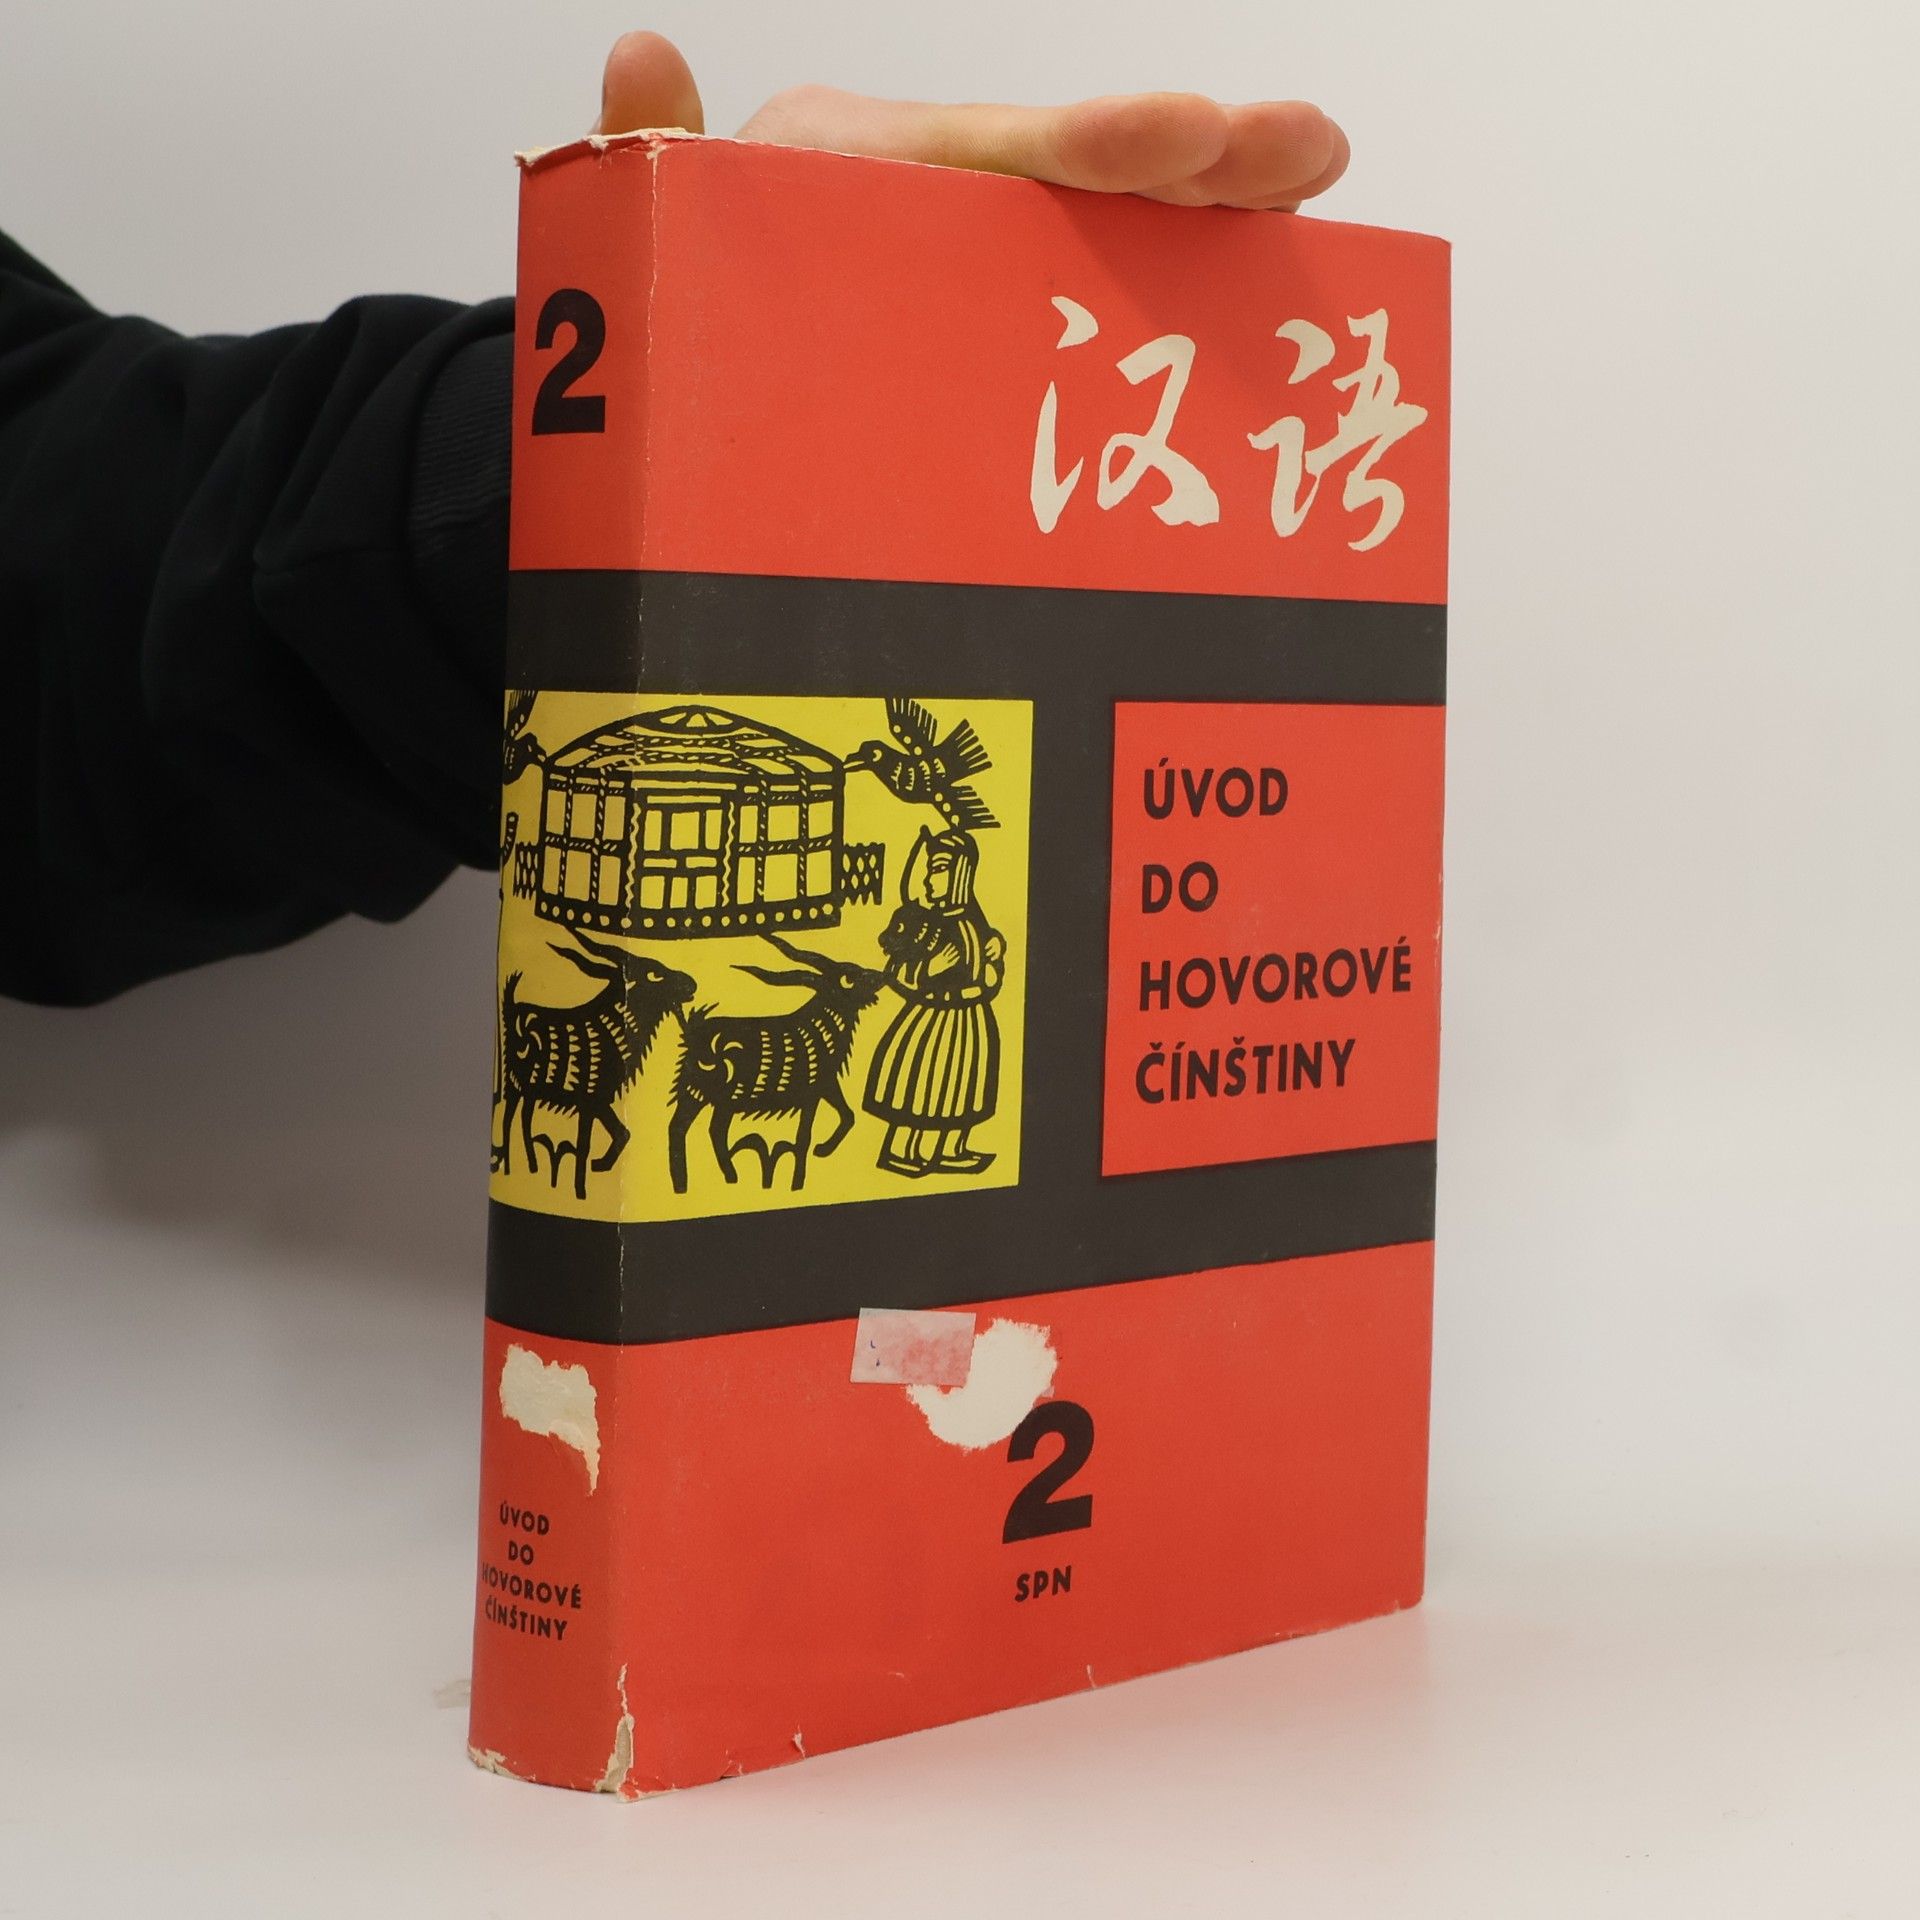 2
汉语
ÚVOD
DO
HOVOROVÉ
ČÍNŠTINY
2
SPN
ÚVOD
DO
HOVOROVÉ
ČÍNŠTINY